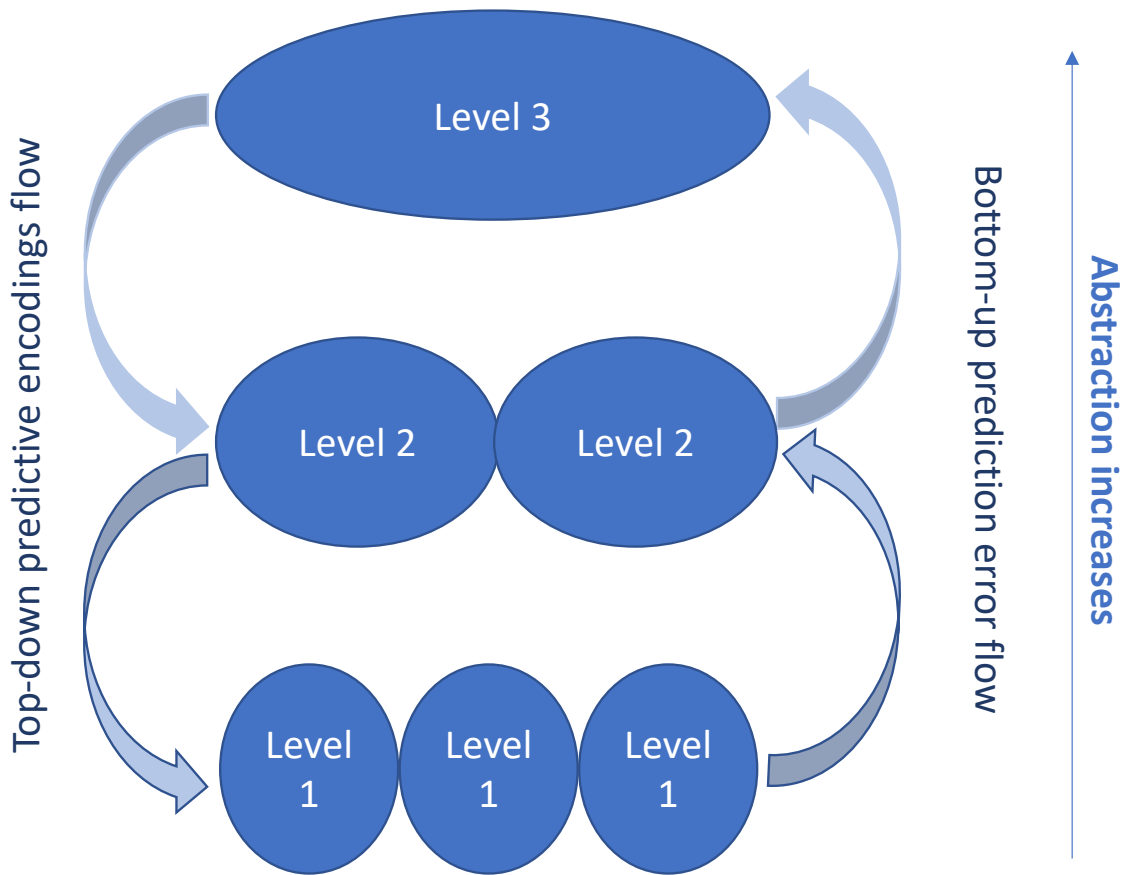 Top-down predictive encodings flow
Level 3
Level 2
Level 2
Level
1
Level
1
Level
1
Bottom-up prediction error flow
Abstraction increases